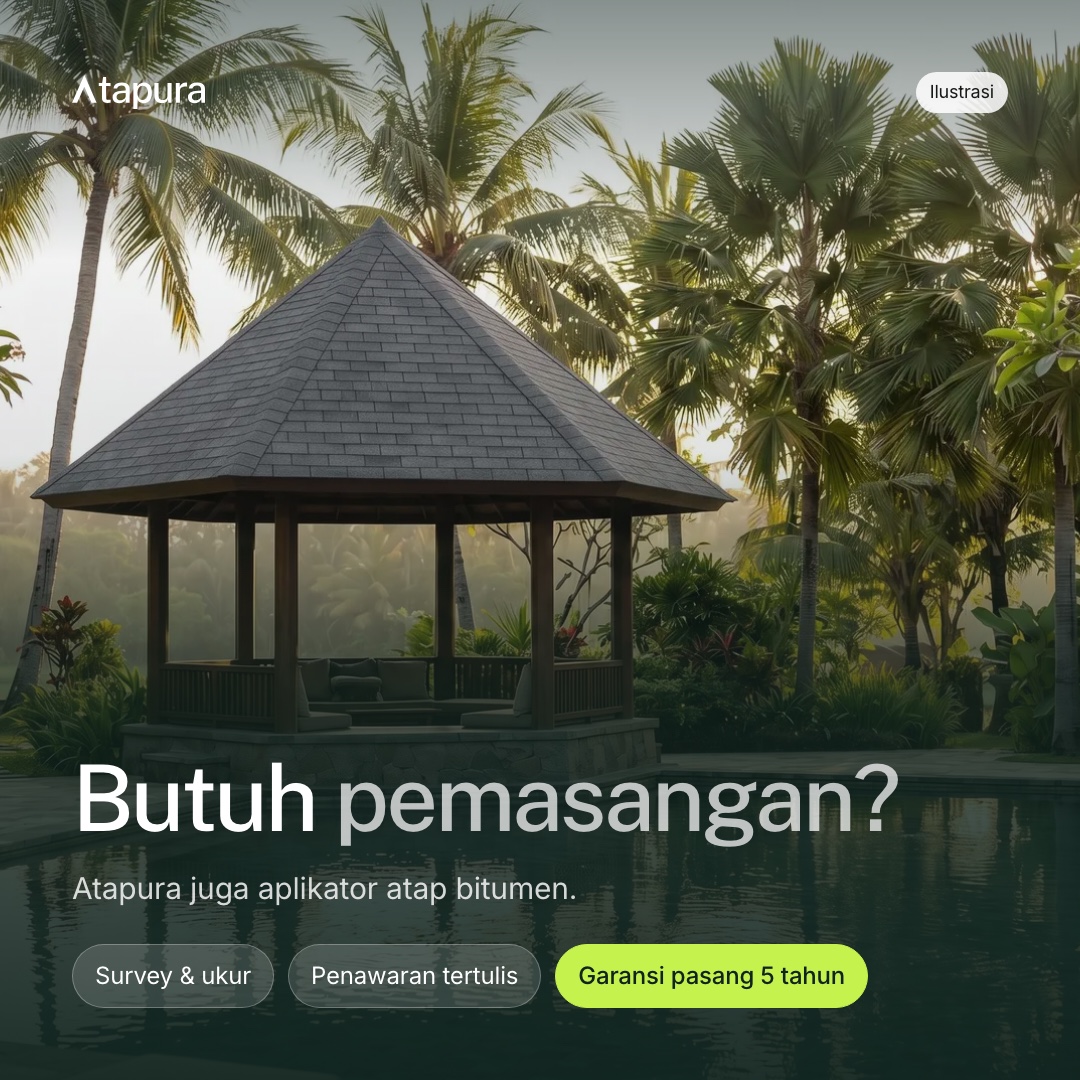 Atapura
Ilustrasi
Butuh pemasangan?
Atapura juga aplikator atap bitumen.
Survey & ukur
Penawaran tertulis
Garansi pasang 5 tahun